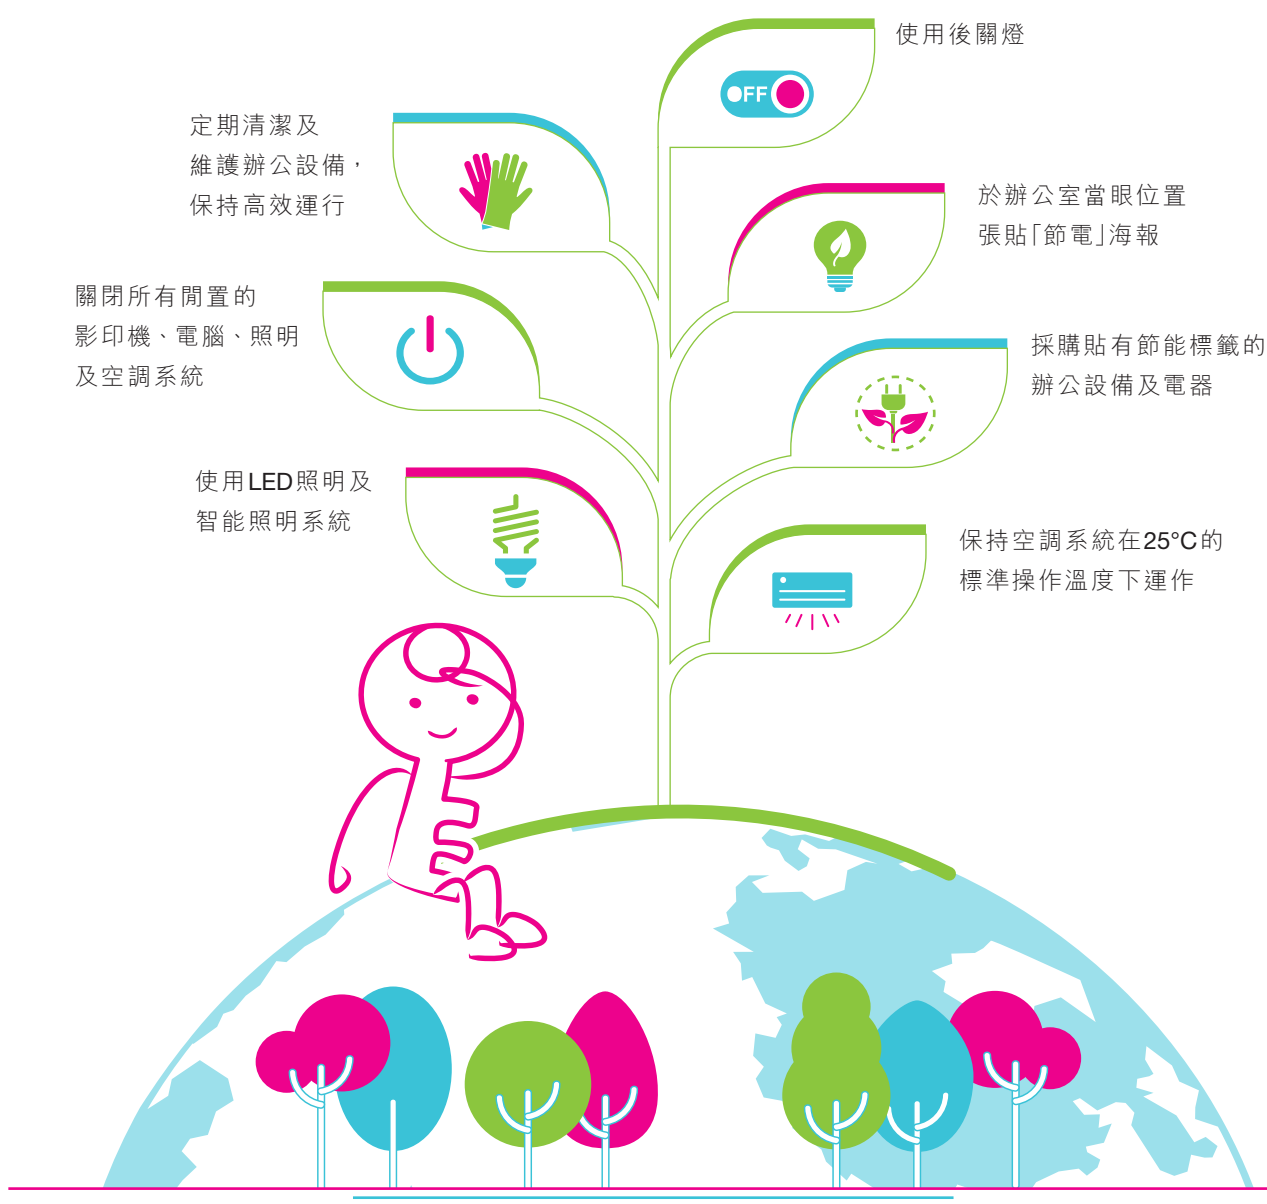 使用後關燈
OFF
定期清潔及
維護辦公設備，
保持高效運行
於辦公室當眼位置
張貼「節電」海報
關閉所有閒置的
影印機、電腦、照明
及空調系統
採購貼有節能標籤的
辦公設備及電器
使用LED照明及
智能照明系統
保持空調系統在25°C的
標準操作溫度下運作